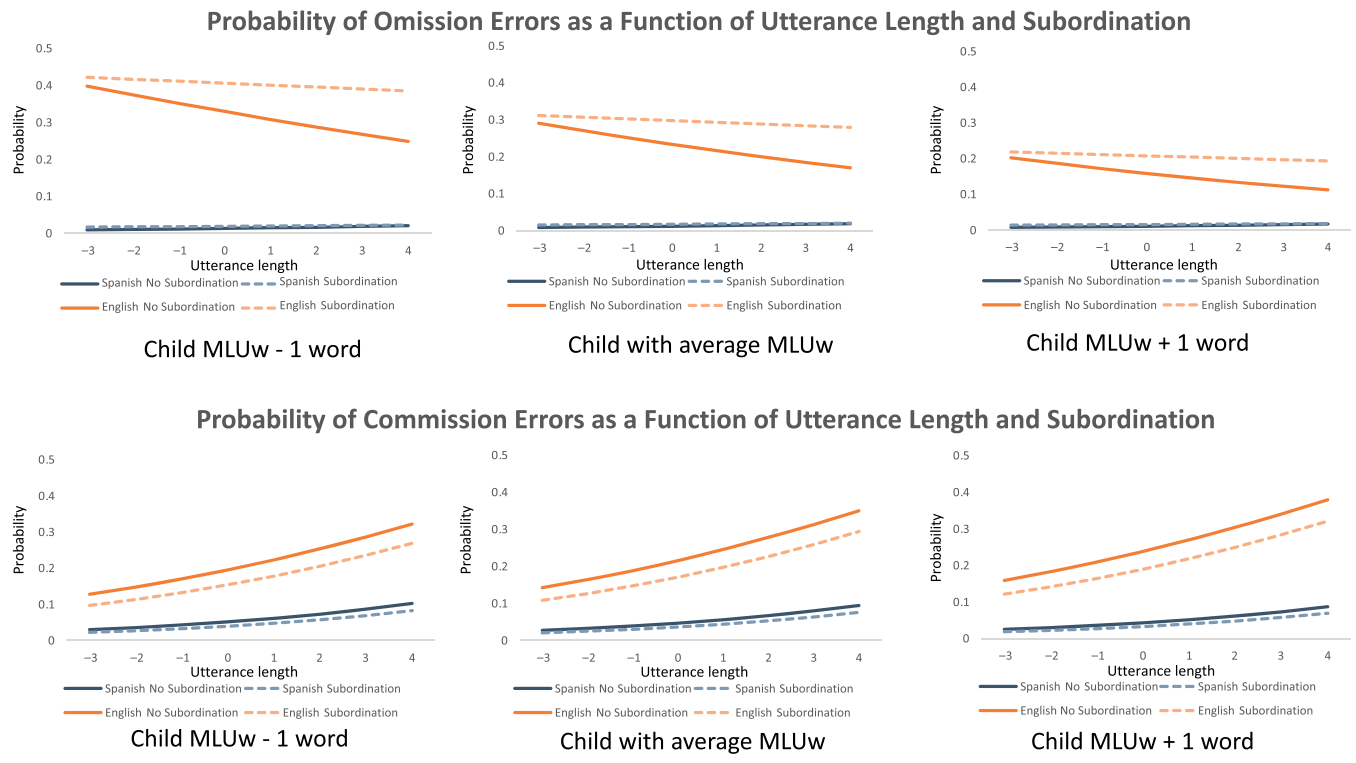 Probability of Omission Errors as a Function of Utterance Length and Subordination
0.5
0.4
0.3
0.2
0.1
0
Probability
−3 −2 −1 0 1 2 3 4
Utterance length
Spanish No Subordination Spanish Subordination
English No Subordination English Subordination
Child MLUw - 1 word
0.5
0.4
0.3
0.2
0.1
0
Probability
−3 −2 −1 0 1 2 3 4
Utterance length
Spanish No Subordination Spanish Subordination
English No Subordination English Subordination
Child with average MLUw
0.5
0.4
0.3
0.2
0.1
0
Probability
−3 −2 −1 0 1 2 3 4
Utterance length
Spanish No Subordination Spanish Subordination
English No Subordination English Subordination
Child MLUw + 1 word
Probability of Commission Errors as a Function of Utterance Length and Subordination
0.5
0.4
0.3
0.2
0.1
0
Probability
−3 −2 −1 0 1 2 3 4
Utterance length
Spanish No Subordination Spanish Subordination
English No Subordination English Subordination
Child MLUw - 1 word
0.5
0.4
0.3
0.2
0.1
0
Probability
−3 −2 −1 0 1 2 3 4
Utterance length
Spanish No Subordination Spanish Subordination
English No Subordination English Subordination
Child with average MLUw
0.5
0.4
0.3
0.2
0.1
0
Probability
−3 −2 −1 0 1 2 3 4
Utterance length
Spanish No Subordination Spanish Subordination
English No Subordination English Subordination
Child MLUw + 1 word